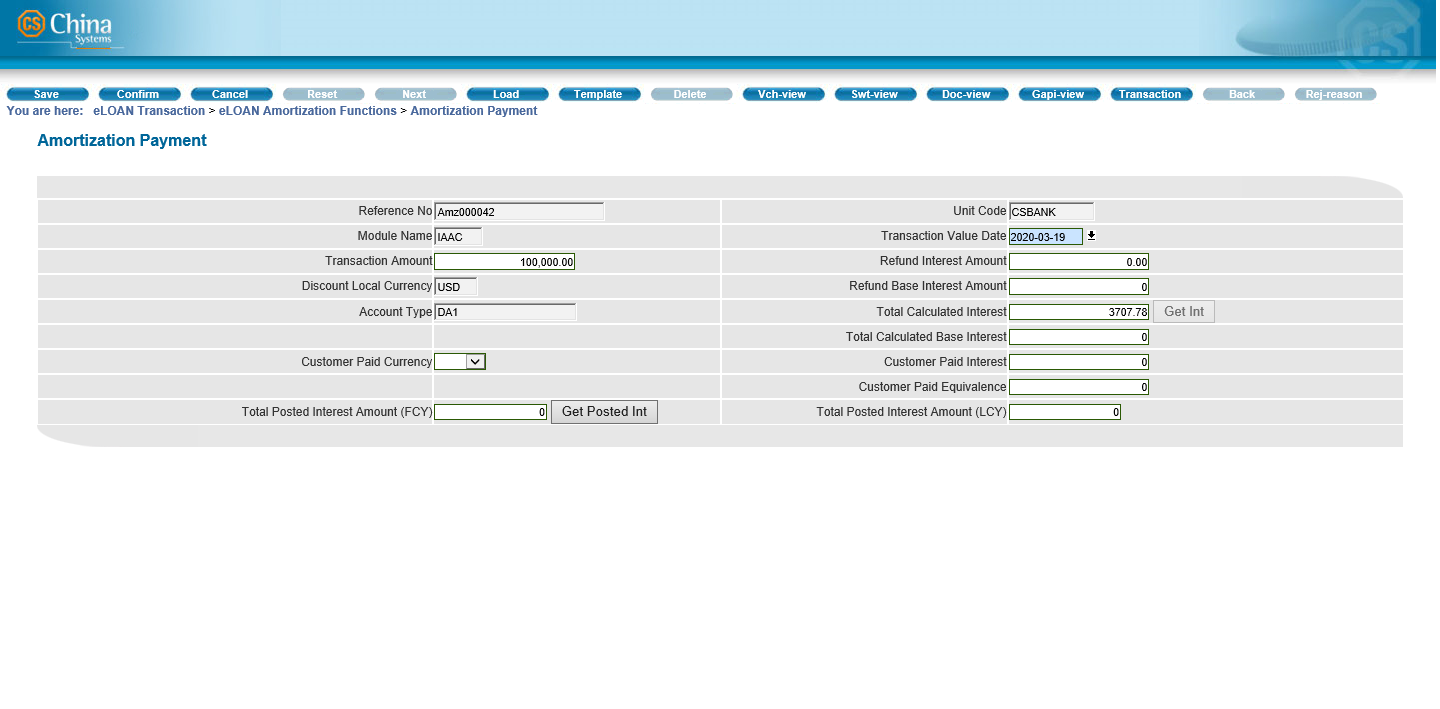 CS China Systems
CS
Save Confirm Cancel Reset Next Load Template Delete Vch-view Swt-view Doc-view Gapi-view Transaction Back Rej-reason
You are here: eLOAN Transaction > eLOAN Amortization Functions > Amortization Payment
Amortization Payment
Reference No Amz000042 Unit Code CSBANK
Module Name IAAC Transaction Value Date 2020-03-19
Transaction Amount 100,000.00 Refund Interest Amount 0.00
Discount Local Currency USD Refund Base Interest Amount 0
Account Type DA1 Total Calculated Interest 3707.78 Get Int
Total Calculated Base Interest 0
Customer Paid Currency Customer Paid Interest 0
Customer Paid Equivalence 0
Total Posted Interest Amount (FCY) 0 Get Posted Int Total Posted Interest Amount (LCY) 0